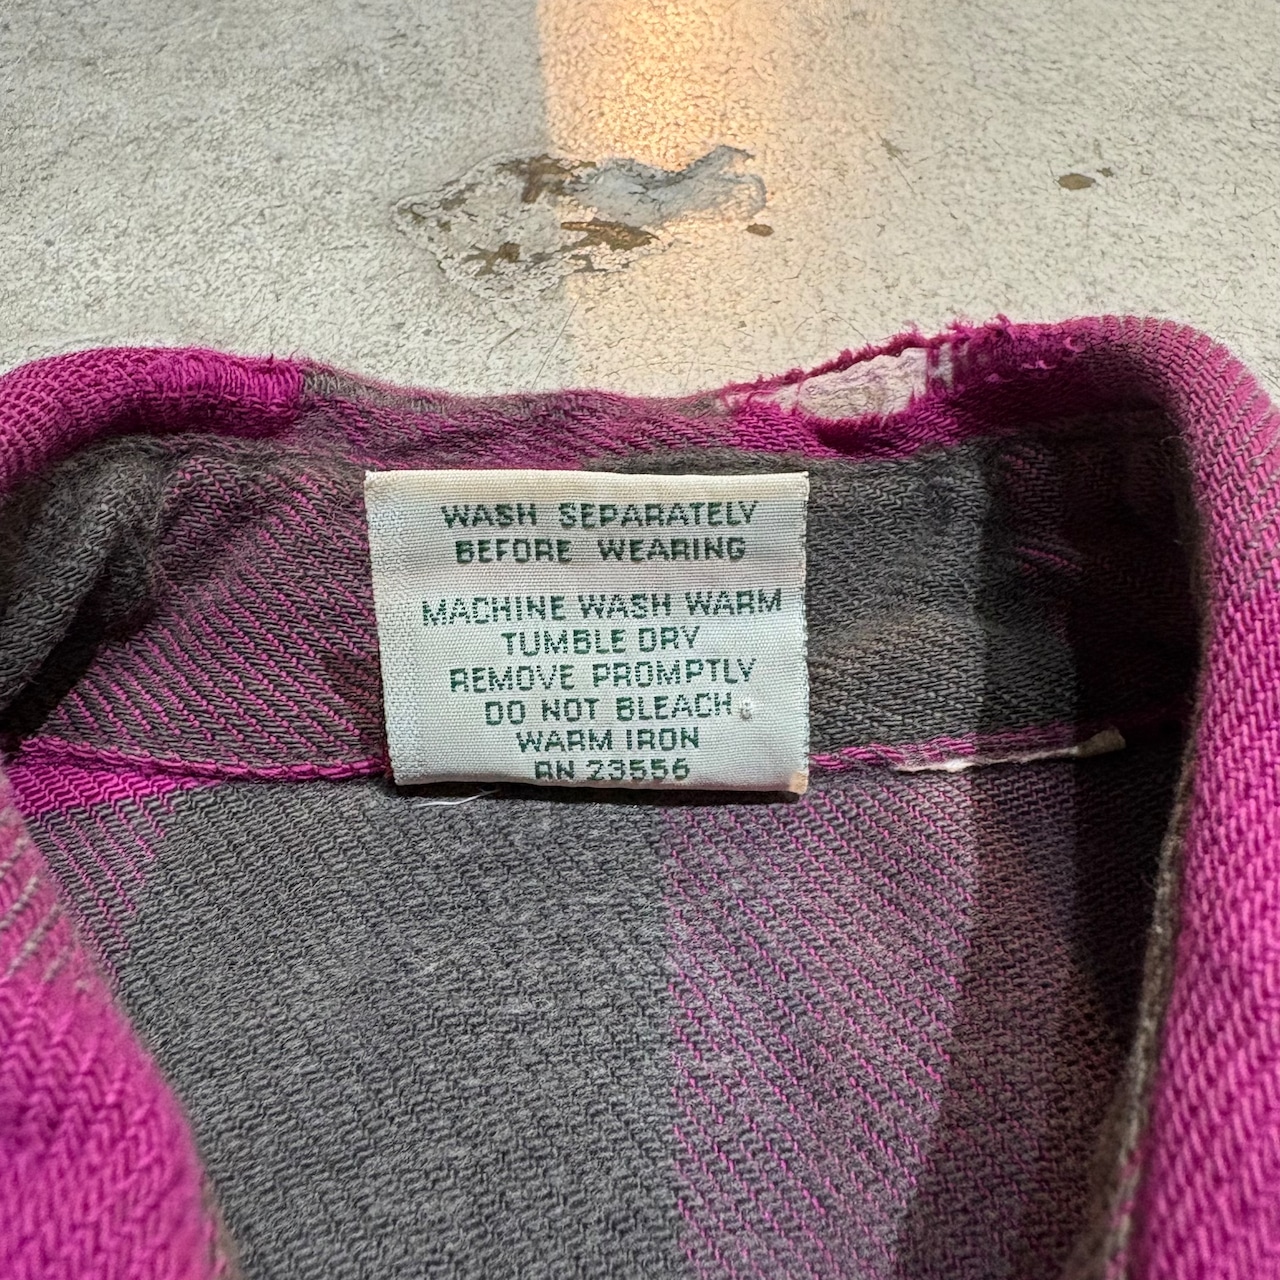 WASH SEPARATELY
BEFORE WEARING
MACHINE WASH WARM
TUMBLE DRY
REMOVE PROMPTLY
DO NOT BLEACH
WARM IRON
RN 23556